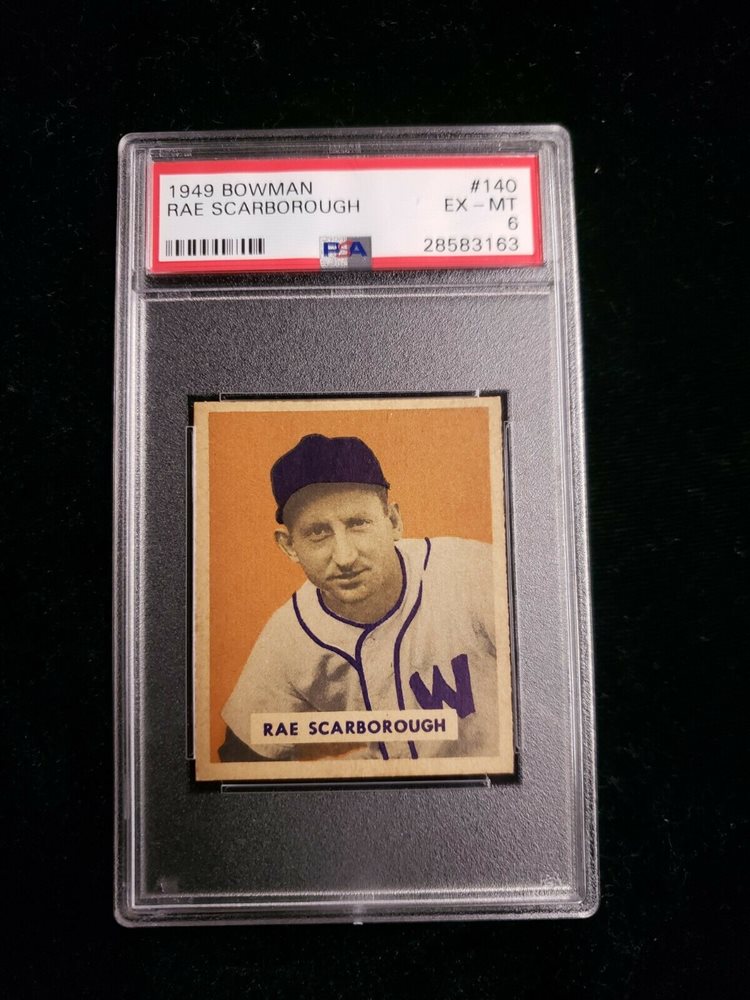 1949 BOWMAN #140
RAE SCARBOROUGH EX - MT
6
PSA 28583163
W
RAE SCARBOROUGH